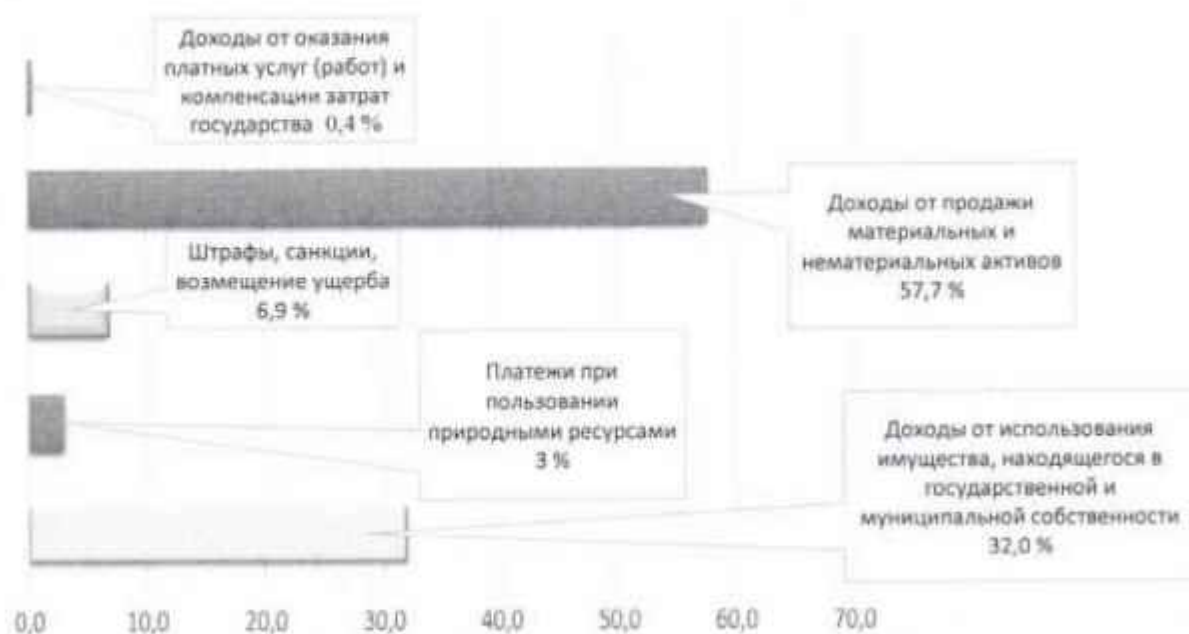 Доходы от оказания
платных услуг (работ) и
компенсации затрат
государства 0,4 %
Доходы от продажи
материальных и
нематериальных активов
57,7 %
Штрафы, санкции,
возмещение ущерба
6,9 %
Платежи при
пользовании
природными ресурсами
3 %
Доходы от использования
имущества, находящегося в
государственной и
муниципальной собственности
32,0 %
0,0 10,0 20,0 30,0 40,0 50,0 60,0 70,0